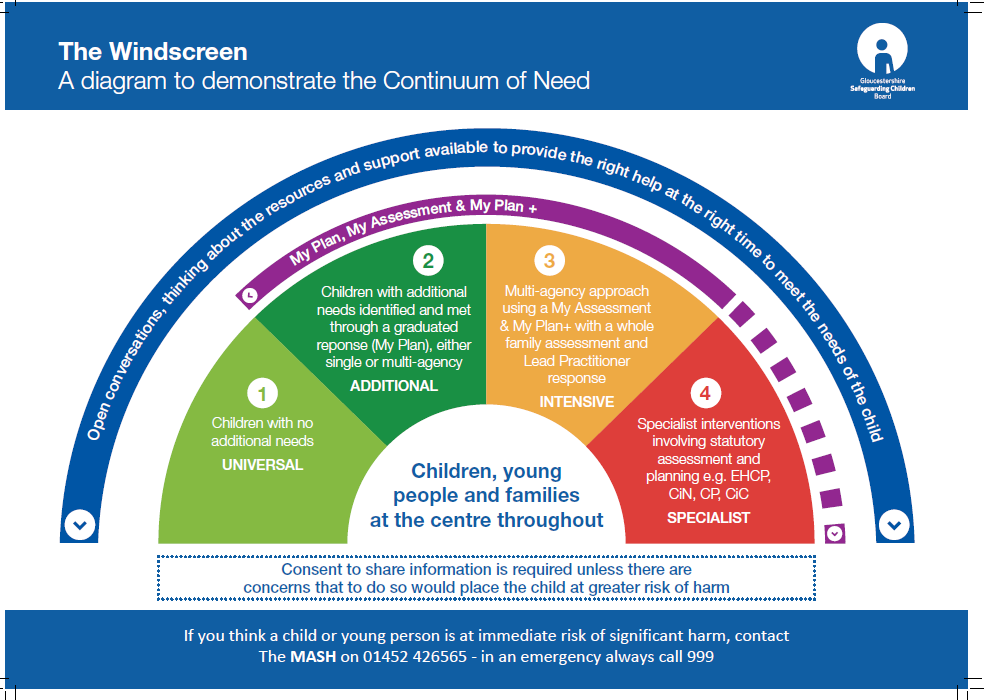 The Windscreen
A diagram to demonstrate the Continuum of Need
Gloucestershire
Safeguarding Children
Board
Open conversations, thinking about the resources and support available to provide the right help at the right time to meet the needs of the child
My Plan, My Assessment & My Plan +
1
Children with no
additional needs
UNIVERSAL
2
Children with additional
needs identified and met
through a graduated
reponse (My Plan), either
single or multi-agency
ADDITIONAL
3
Multi-agency approach
using a My Assessment
& My Plan+ with a whole
family assessment and
Lead Practitioner
response
INTENSIVE
4
Specialist interventions
involving statutory
assessment and
planning e.g. EHCP,
CiN, CP, CiC
SPECIALIST
Children, young
people and families
at the centre throughout
Consent to share information is required unless there are
concerns that to do so would place the child at greater risk of harm
If you think a child or young person is at immediate risk of significant harm, contact
The MASH on 01452 426565 - in an emergency always call 999